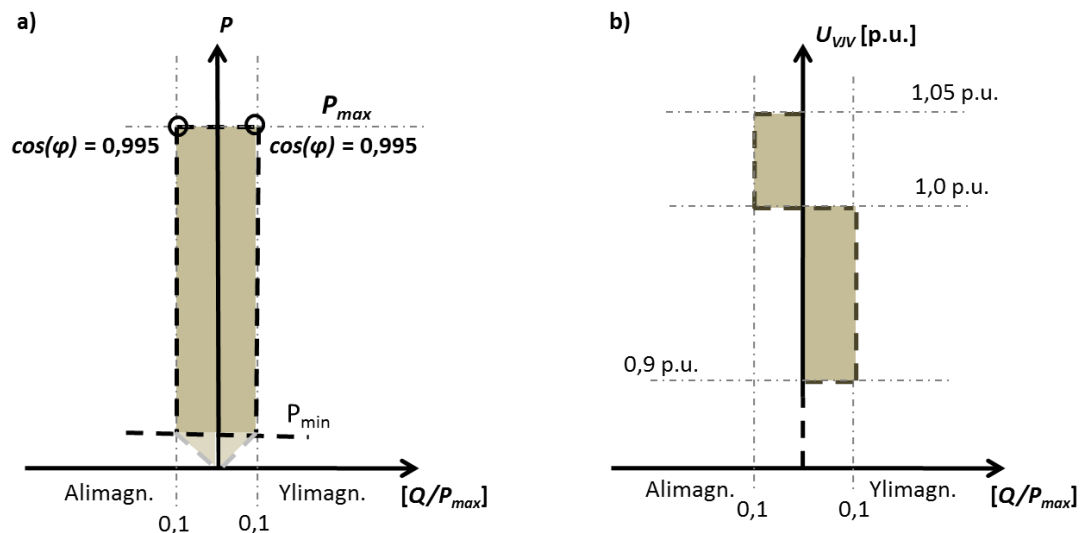 a)
P
P_max
cos(φ) = 0,995
cos(φ) = 0,995
P_min
Alimagn.
Ylimagn.
[Q/P_max]
0,1
0,1
b)
U_VJV [p.u.]
1,05 p.u.
1,0 p.u.
0,9 p.u.
Alimagn.
Ylimagn.
[Q/P_max]
0,1
0,1